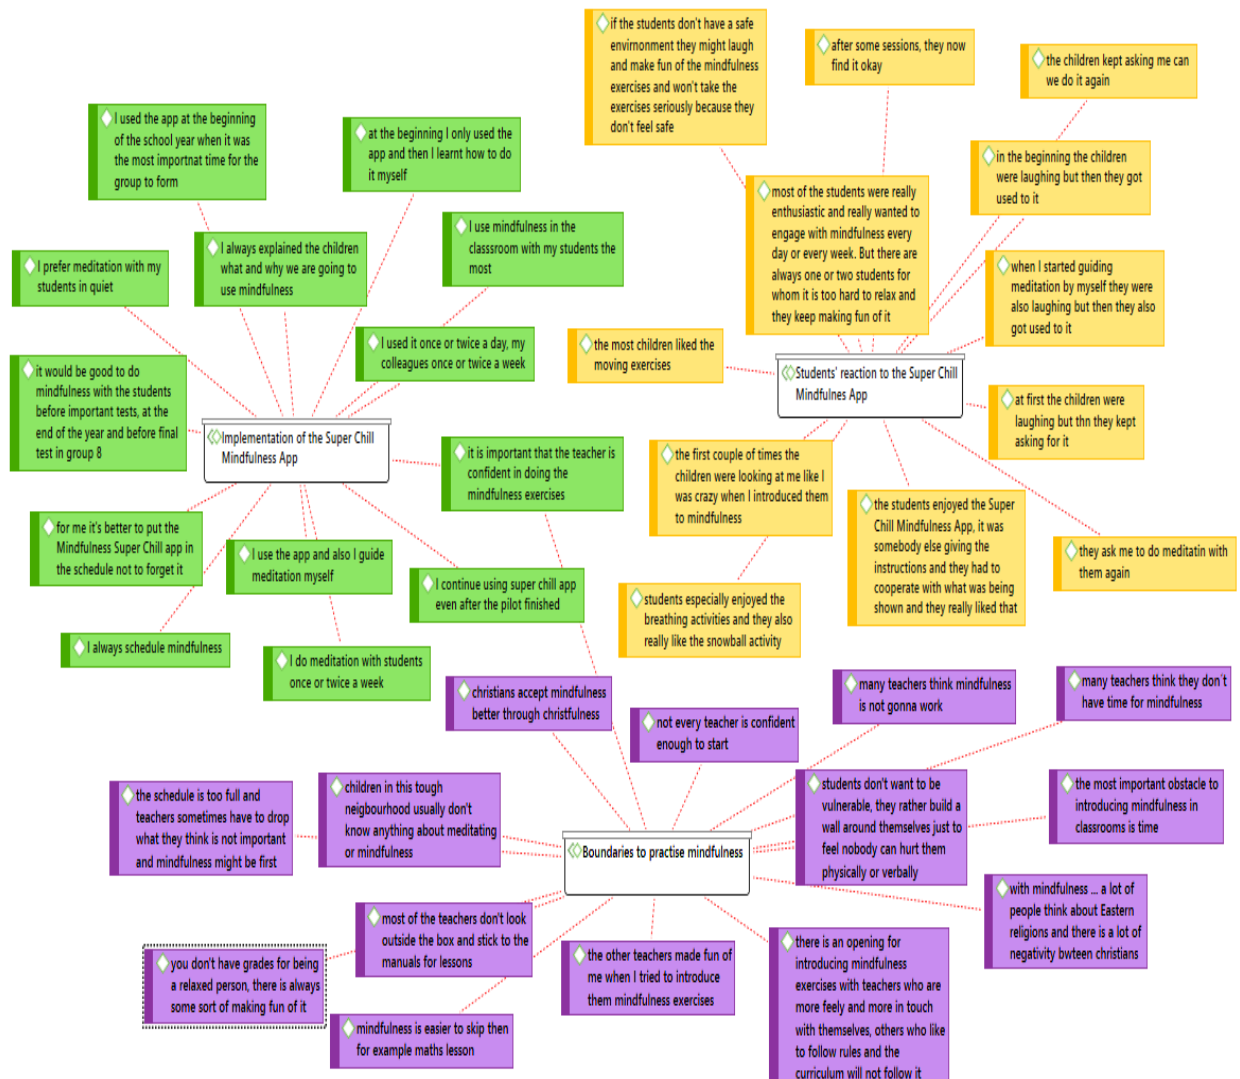 if the students don't have a safe
envirnonment they might laugh
and make fun of the mindfulness
exercises and won't take the
exercises seriously because they
don't feel safe
after some sessions, they now
find it okay
the children kept asking me can
we do it again
I used the app at the beginning
of the school year when it was
the most importnat time for the
group to form
at the beginning I only used the
app and then I learnt how to do
it myself
in the beginning the children
were laughing but then they got
used to it
most of the students were really
enthusiastic and really wanted to
engage with mindfulness every
day or every week. But there are
always one or two students for
whom it is too hard to relax and
they keep making fun of it
I use mindfulness in the
classroom with my students the
most
I always explained the children
what and why we are going to
use mindfulness
I prefer meditation with my
students in quiet
when I started guiding
meditation by myself they were
also laughing but then they also
got used to it
I used it once or twice a day, my
colleagues once or twice a week
the most children liked the
moving exercises
it would be good to do
mindfulness with the students
before important tests, at the
end of the year and before final
test in group 8
Students' reaction to the Super Chill
Mindfulnes App
at first the children were
laughing but thn they kept
asking for it
Implementation of the Super Chill
Mindfulness App
it is important that the teacher is
confident in doing the
mindfulness exercises
the first couple of times the
children were looking at me like I
was crazy when I introduced them
to mindfulness
the students enjoyed the Super
Chill Mindfulness App, it was
somebody else giving the
instructions and they had to
cooperate with what was being
shown and they really liked that
for me it's better to put the
Mindfulness Super Chill app in
the schedule not to forget it
I use the app and also I guide
meditation myself
they ask me to do meditatin with
them again
I continue using super chill app
even after the pilot finished
students especially enjoyed the
breathing activities and they also
really like the snowball activity
I always schedule mindfulness
I do meditation with students
once or twice a week
christians accept mindfulness
better through christfulness
many teachers think mindfulness
is not gonna work
many teachers think they don't
have time for mindfulness
not every teacher is confident
enough to start
the schedule is too full and
teachers sometimes have to drop
what they think is not important
and mindfulness might be first
children in this tough
neigbourhood usually don't
know anything about meditating
or mindfulness
students don't want to be
vulnerable, they rather build a
wall around themselves just to
feel nobody can hurt them
physically or verbally
the most important obstacle to
introducing mindfulness in
classrooms is time
Boundaries to practise mindfulness
with mindfulness ... a lot of
people think about Eastern
religions and there is a lot of
negativity bwteen christians
most of the teachers don't look
outside the box and stick to the
manuals for lessons
you don't have grades for being
a relaxed person, there is always
some sort of making fun of it
the other teachers made fun of
me when I tried to introduce
them mindfulness exercises
there is an opening for
introducing mindfulness
exercises with teachers who are
more feely and more in touch
with themselves, others who like
to follow rules and the
curriculum will not follow it
mindfulness is easier to skip then
for example maths lesson